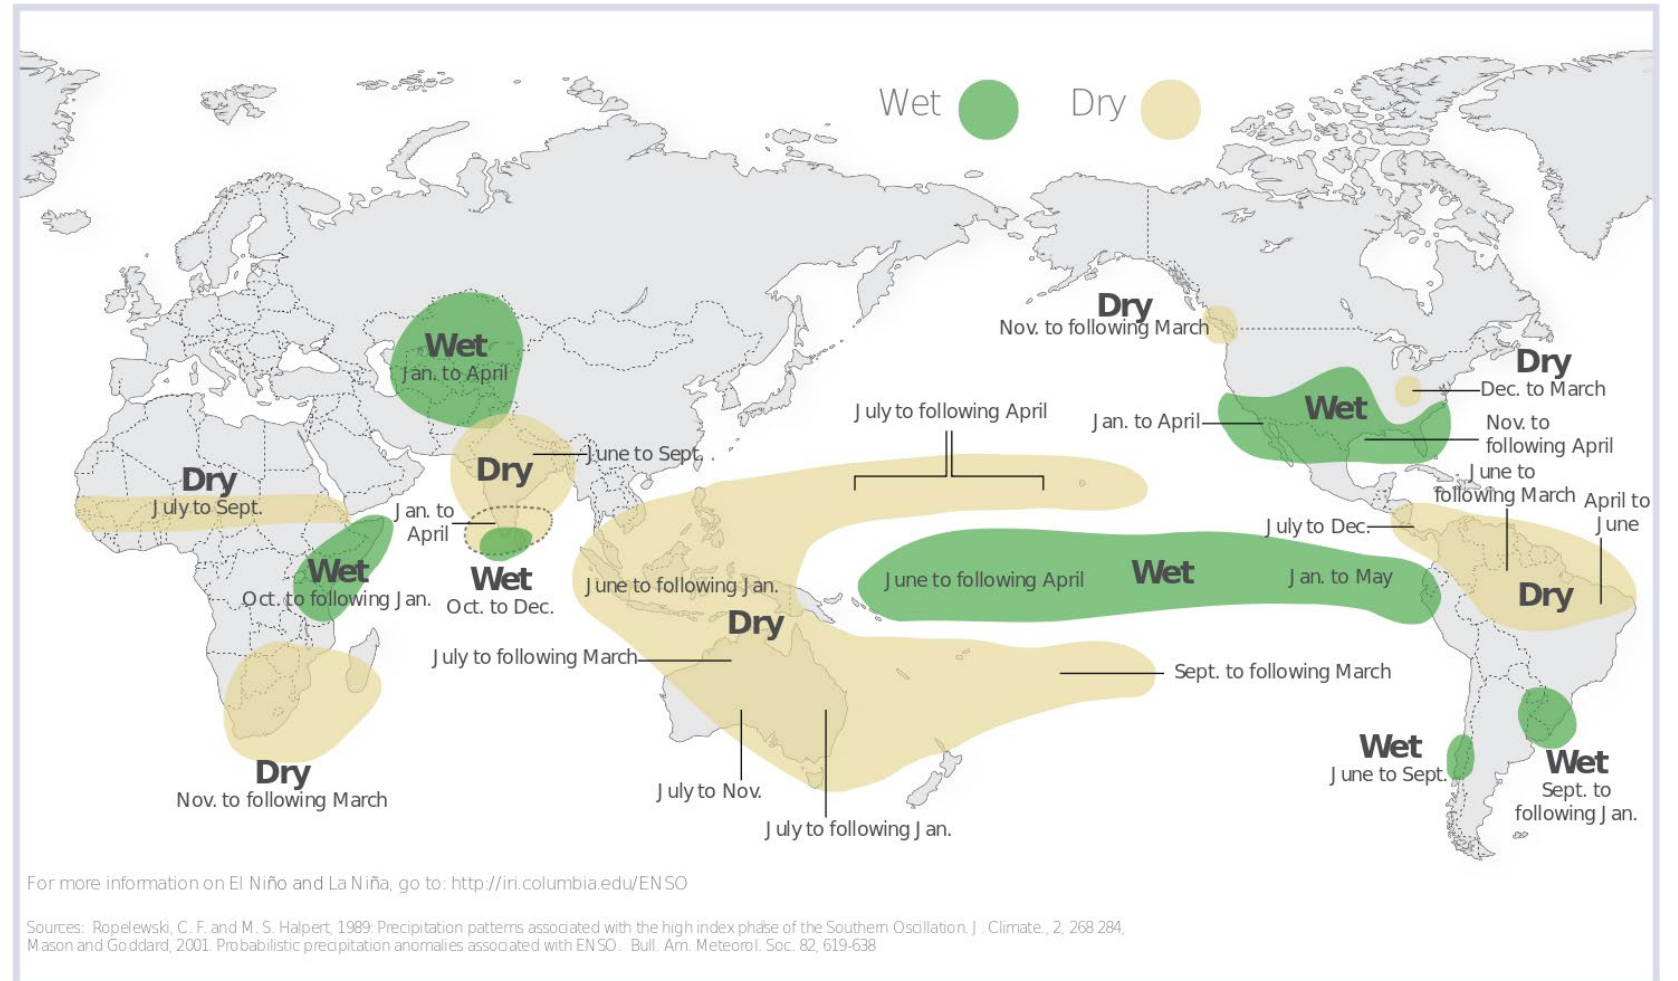 Wet
Dry
Dry
Nov. to following March
Wet
Jan. to April
Dry
Dec. to March
July to following April
Jan. to April
Wet
Nov. to
following April
June to Sept.
Dry
Dry
July to Sept.
June to
following March
April to
June
Jan. to
April
July to Dec.
Wet
Oct. to following Jan.
Wet
Oct. to Dec.
June to following Jan.
Dry
June to following April
Wet
Jan. to May
Dry
July to following March
Sept. to following March
Dry
Nov. to following March
July to Nov.
July to following Jan.
Wet
June to Sept.
Wet
Sept. to
following Jan.
For more information on El Niño and La Niña, go to: http://iri.columbia.edu/ENSO
Sources: Ropelewski, C. F. and M. S. Halpert, 1989: Precipitation patterns associated with the high index phase of the Southern Oscillation. J. Climate., 2, 268 284,
Mason and Goddard, 2001. Probabilistic precipitation anomalies associated with ENSO. Bull. Am. Meteorol. Soc. 82, 619-638